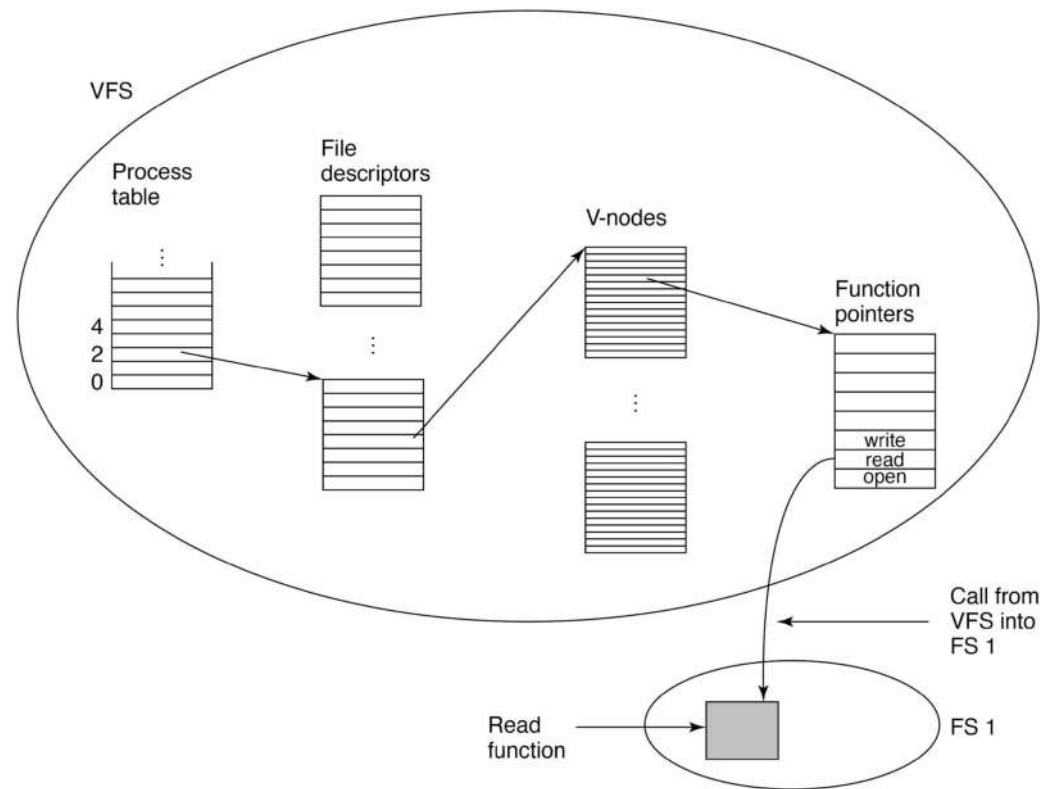 VFS
Process
table
⋮
4
2
0
File
descriptors
⋮
V-nodes
⋮
Function
pointers
write
read
open
Call from
VFS into
FS 1
Read
function
FS 1